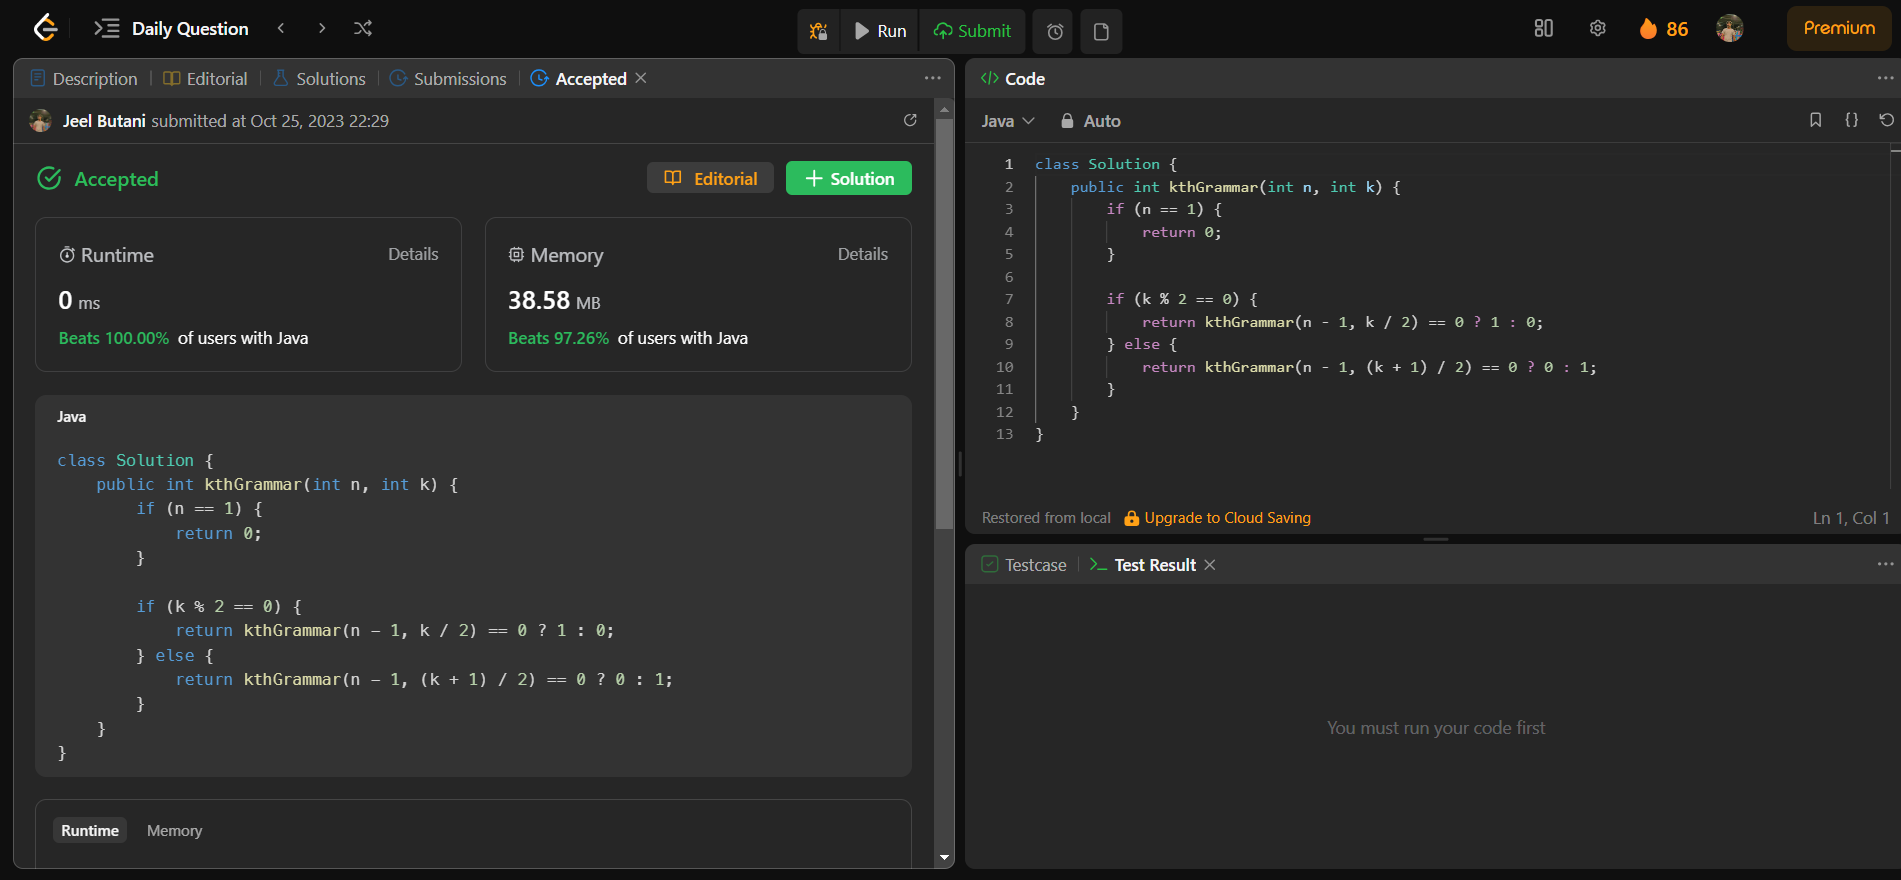 Daily Question
Run
Submit
86
Premium
Description
Editorial
Solutions
Submissions
Accepted
Jeel Butani submitted at Oct 25, 2023 22:29
Accepted
Editorial
Solution
Runtime
Details
0 ms
Beats 100.00% of users with Java
Memory
Details
38.58 MB
Beats 97.26% of users with Java
Java
class Solution {
    public int kthGrammar(int n, int k) {
        if (n == 1) {
            return 0;
        }

        if (k % 2 == 0) {
            return kthGrammar(n - 1, k / 2) == 0 ? 1 : 0;
        } else {
            return kthGrammar(n - 1, (k + 1) / 2) == 0 ? 0 : 1;
        }
    }
}
Runtime
Memory
</> Code
Java
Auto
{}
1 class Solution {
2     public int kthGrammar(int n, int k) {
3         if (n == 1) {
4             return 0;
5         }
6
7         if (k % 2 == 0) {
8             return kthGrammar(n - 1, k / 2) == 0 ? 1 : 0;
9         } else {
10             return kthGrammar(n - 1, (k + 1) / 2) == 0 ? 0 : 1;
11         }
12     }
13 }
Restored from local
Upgrade to Cloud Saving
Ln 1, Col 1
Testcase
Test Result
You must run your code first